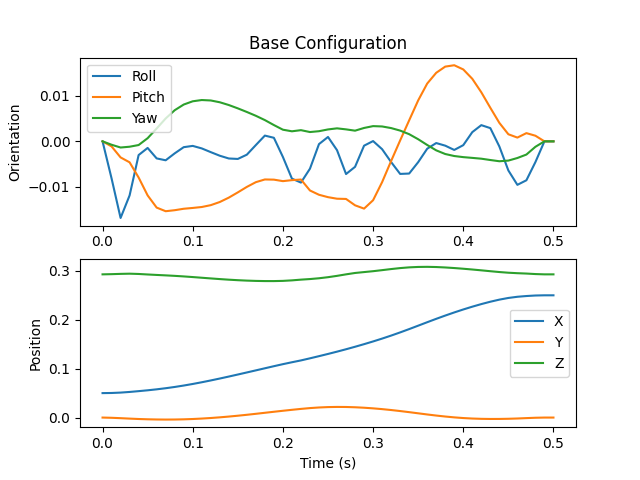 Base Configuration
Orientation
0.01
0.00
−0.01
Roll
Pitch
Yaw
0.0 0.1 0.2 0.3 0.4 0.5
Position
0.3
0.2
0.1
0.0
X
Y
Z
0.0 0.1 0.2 0.3 0.4 0.5
Time (s)